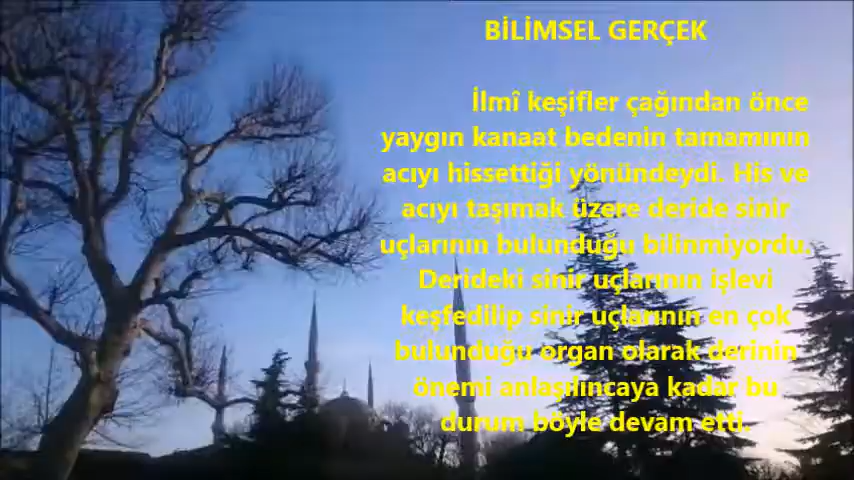 BİLİMSEL GERÇEK
İlmî keşifler çağından önce
yaygın kanaat bedenin tamamının
acıyı hissettiği yönündeydi. His ve
acıyı taşımak üzere deride sinir
uçlarının bulunduğu bilinmiyordu.
Derideki sinir uçlarının işlevi
keşfedilip sinir uçlarının en çok
bulunduğu organ olarak derinin
önemi anlaşılıncaya kadar bu
durum böyle devam etti.